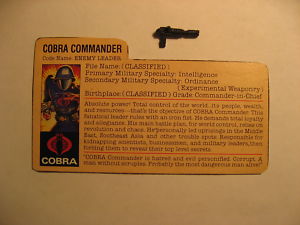 COBRA COMMANDER
Code Name: ENEMY LEADER
File Name: (CLASSIFIED)
Primary Military Specialty: Intelligence
Secondary Military Specialty: Ordinance
(Experimental Weaponry)
Birthplace: (CLASSIFIED) Grade Commander-in-Chief
Absolute power! Total control of the world, its people, wealth,
and resources—that's the objective of COBRA Commander. This
fanatical leader rules with an iron fist. He demands total loyalty
and allegiance. His main battle plan, for world control, relies on
revolution and chaos. He personally led uprisings in the Middle
East, Southeast Asia and other trouble spots. Responsible for
kidnapping scientists, businessmen, and military leaders, then
forcing them to reveal their top level secrets.
"COBRA Commander is hatred and evil personified. Corrupt. A
man without scruples. Probably the most dangerous man alive!"
COBRA